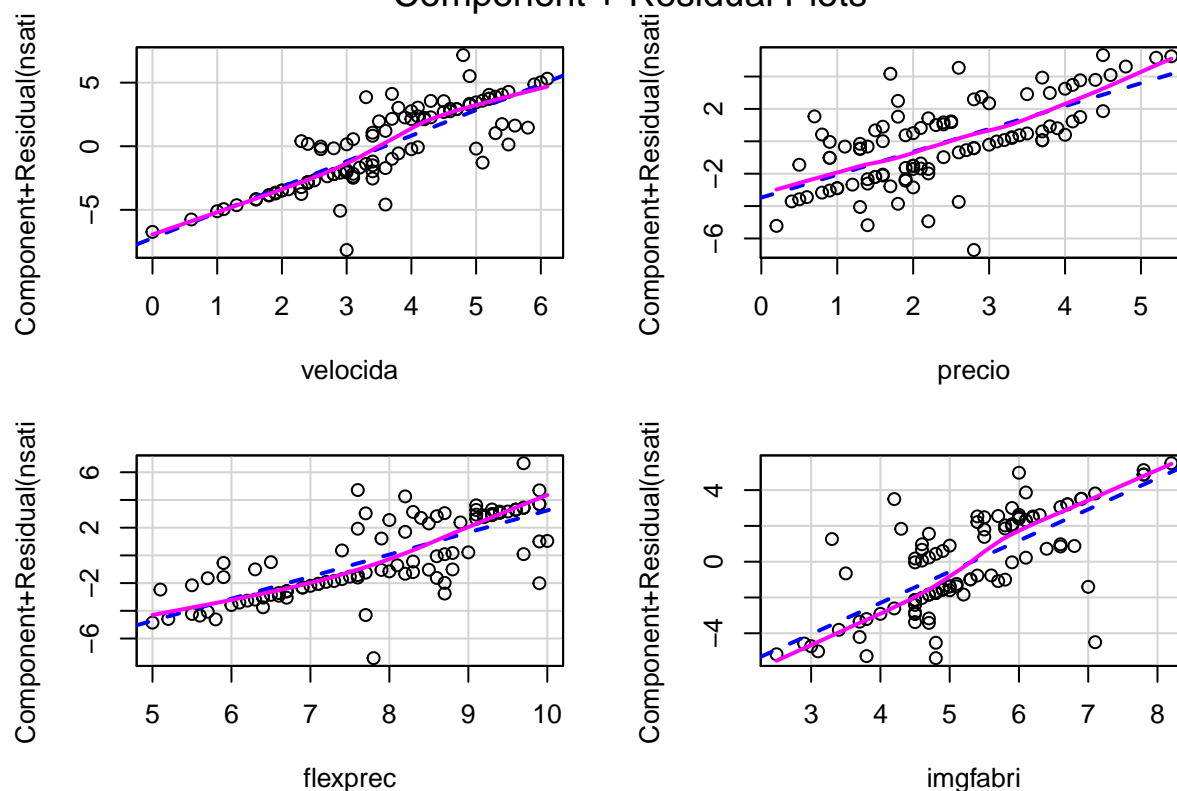 Component + Residual Plots
Component+Residual(nsati
5
0
−5
0 1 2 3 4 5 6
velocida
Component+Residual(nsati
2
−2
−6
0 1 2 3 4 5
precio
Component+Residual(nsati
6
2
−2
−6
5 6 7 8 9 10
flexprec
Component+Residual(nsati
4
0
−4
3 4 5 6 7 8
imgfabri